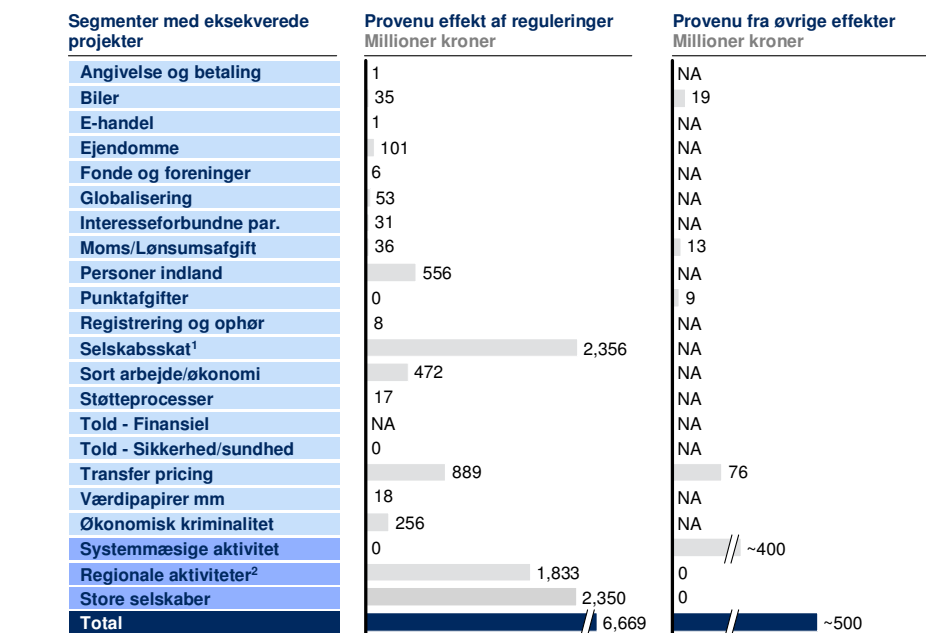 Segmenter med eksekverede
projekter
Provenu effekt af reguleringer
Millioner kroner
Provenu fra øvrige effekter
Millioner kroner
Angivelse og betaling 1 NA
Biler 35 19
E-handel 1 NA
Ejendomme 101 NA
Fonde og foreninger 6 NA
Globalisering 53 NA
Interesseforbundne par. 31 NA
Moms/Lønsumsafgift 36 13
Personer indland 556 NA
Punktafgifter 0 9
Registrering og ophør 8 NA
Selskabsskat¹ 2,356 NA
Sort arbejde/økonomi 472 NA
Støtteprocesser 17 NA
Told - Finansiel NA NA
Told - Sikkerhed/sundhed 0 NA
Transfer pricing 889 76
Værdipapirer mm 18 NA
Økonomisk kriminalitet 256 NA
Systemmæsige aktivitet 0 ~400
Regionale aktiviteter² 1,833 0
Store selskaber 2,350 0
Total 6,669 ~500